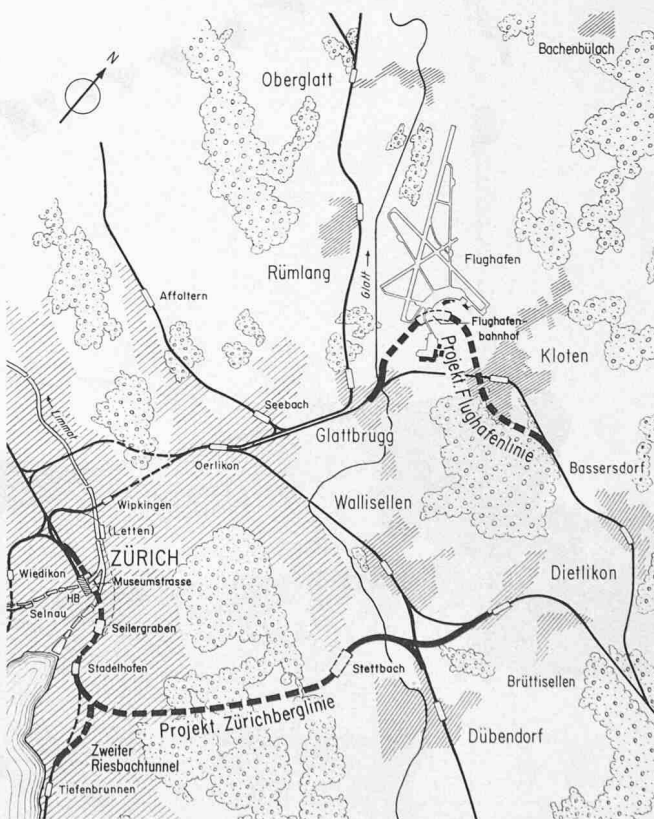 Bachenbülach
N
Oberglatt
Flughafen
Rümlang
Glatt
Affoltern
Flughafen-
bahnhof
Kloten
Projekt. Flughafenlinie
Seebach
Limmat
Glattbrugg
Oerlikon
Bassersdorf
Wallisellen
Wipkingen
(Letten)
ZÜRICH
Wiedikon
Museumstrasse
HB
Dietlikon
Selnau
Seilergraben
Stadelhofen
Stettbach
Brüttisellen
Projekt. Zürichberglinie
Dübendorf
Zweiter
Riesbachtunnel
Tiefenbrunnen